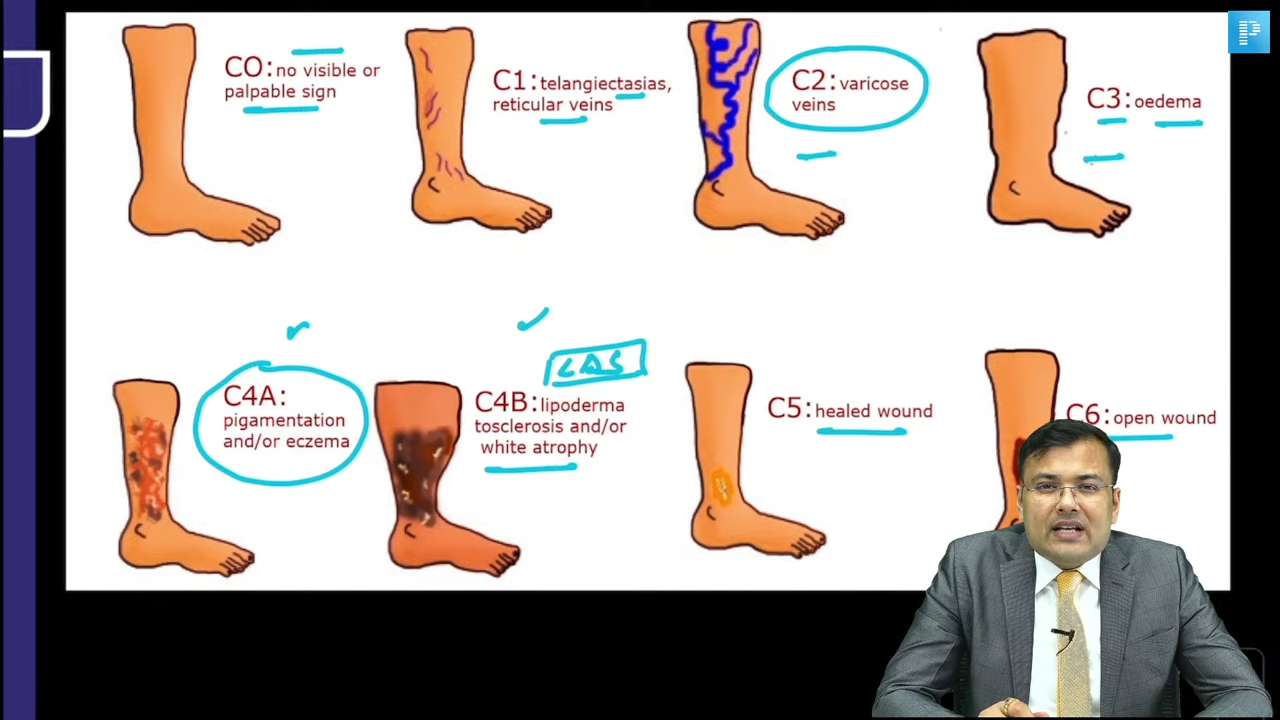 CO: no visible or
palpable sign
C1: telangiectasias,
reticular veins
C2: varicose
veins
C3: oedema
C4A:
pigamentation
and/or eczema
LDS
C4B: lipoderma
tosclerosis and/or
white atrophy
C5: healed wound
C6: open wound
P